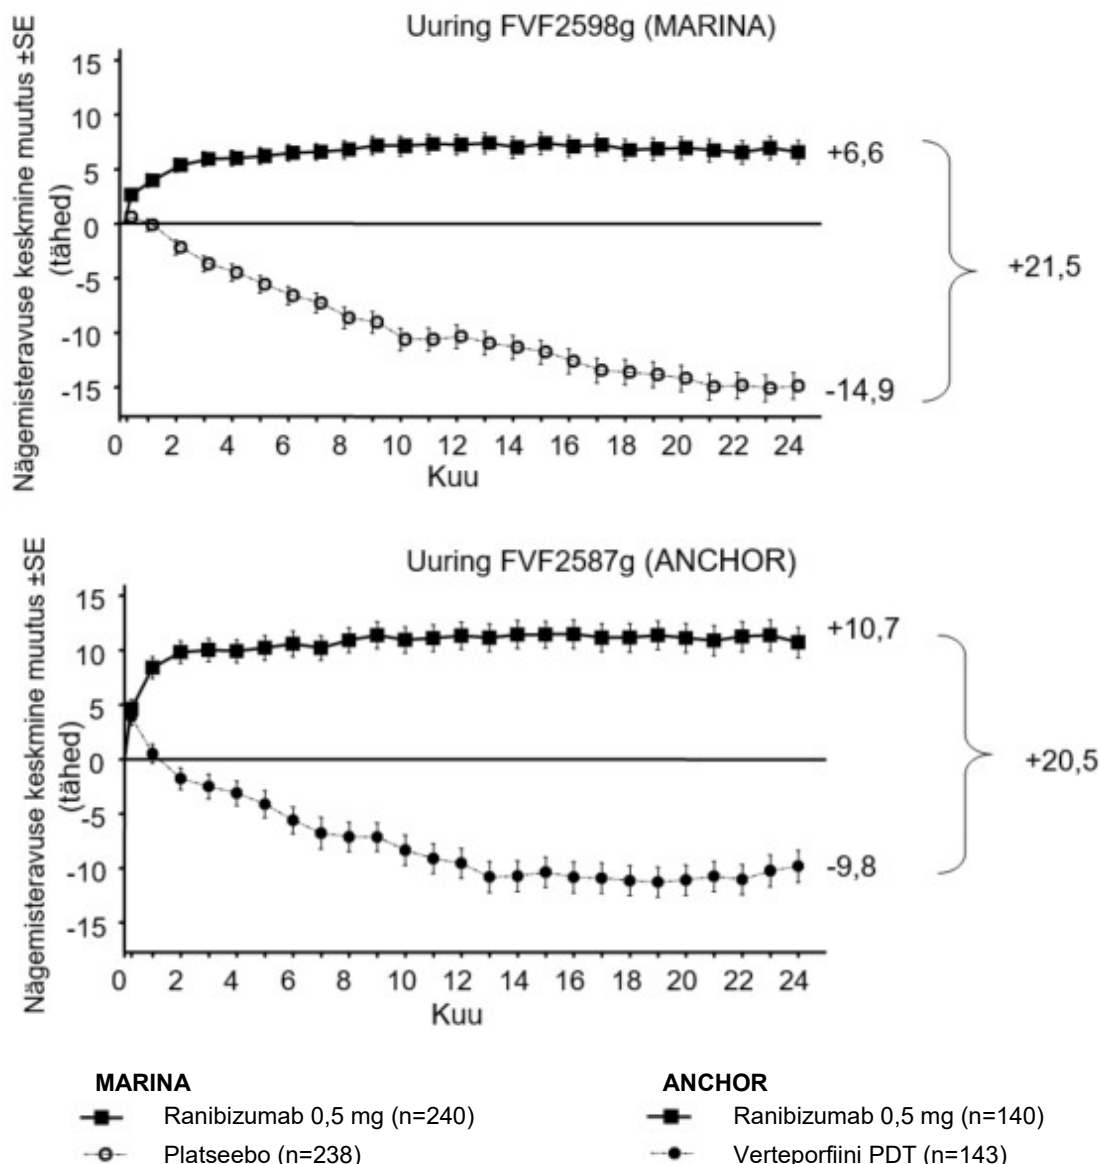 Uuring FVF2598g (MARINA)
Nägemisteravuse keskmine muutus ±SE
(tähed)
15
10
5
0
-5
-10
-15
+6,6
+21,5
-14,9
0 2 4 6 8 10 12 14 16 18 20 22 24
Kuu
Uuring FVF2587g (ANCHOR)
Nägemisteravuse keskmine mutus ±SE
(tähed)
15
10
5
0
-5
-10
-15
+10,7
+20,5
-9,8
0 2 4 6 8 10 12 14 16 18 20 22 24
Kuu
MARINA
Ranibizumab 0,5 mg (n=240)
Platseebo (n=238)
ANCHOR
Ranibizumab 0,5 mg (n=140)
Verteporfiini PDT (n=143)